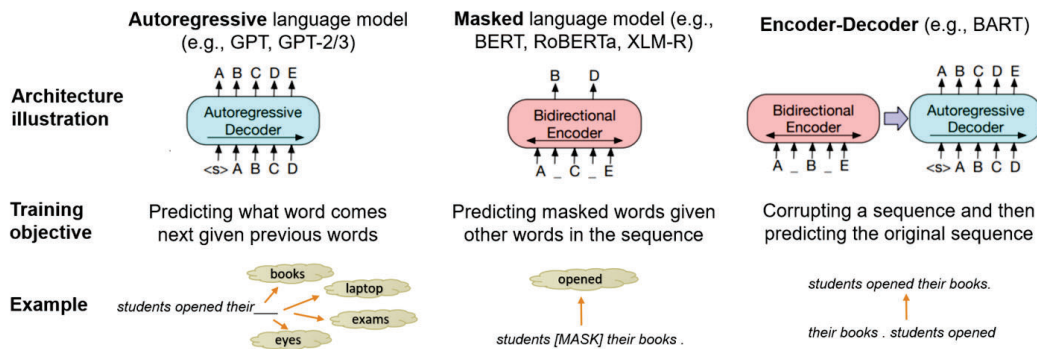 Autoregressive language model
(e.g., GPT, GPT-2/3)
Masked language model (e.g.,
BERT, RoBERTa, XLM-R)
Encoder-Decoder (e.g., BART)
Architecture
illustration
A B C D E
Autoregressive
Decoder
<s> A B C D
B D
Bidirectional
Encoder
A _ C _ E
Bidirectional
Encoder
A _ B _ E
A B C D E
Autoregressive
Decoder
<s> A B C D
Training
objective
Predicting what word comes
next given previous words
Predicting masked words given
other words in the sequence
Corrupting a sequence and then
predicting the original sequence
Example
students opened their___
books
laptop
exams
eyes
opened
students [MASK] their books .
students opened their books.
their books . students opened